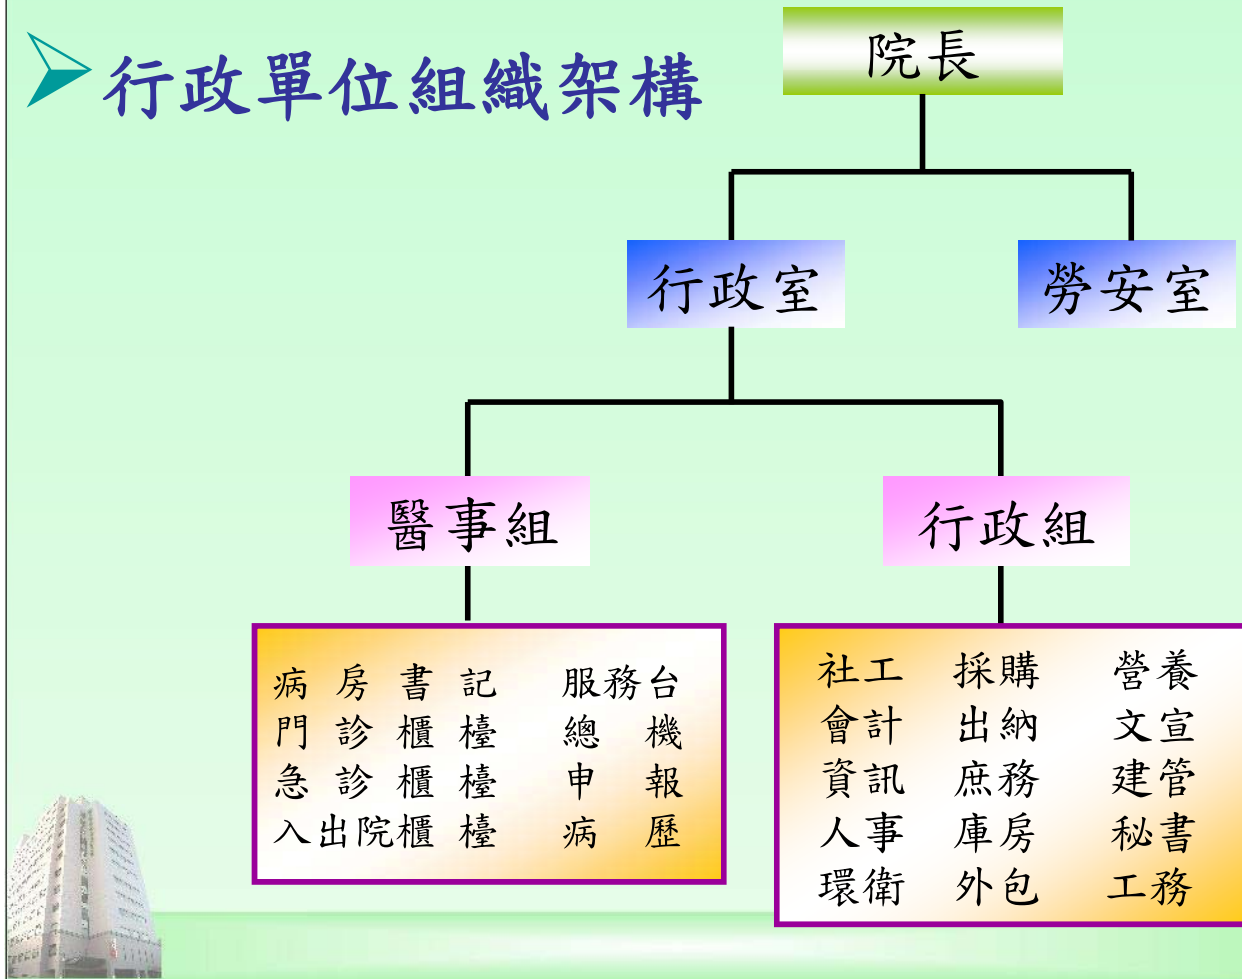 行政單位組織架構
院長
行政室
勞安室
醫事組
行政組
病房書記 服務台
門診櫃檯 總機
急診櫃檯 申報
入出院櫃檯 病歷
社工 採購 營養
會計 出納 文宣
資訊 庶務 建管
人事 庫房 秘書
環衛 外包 工務